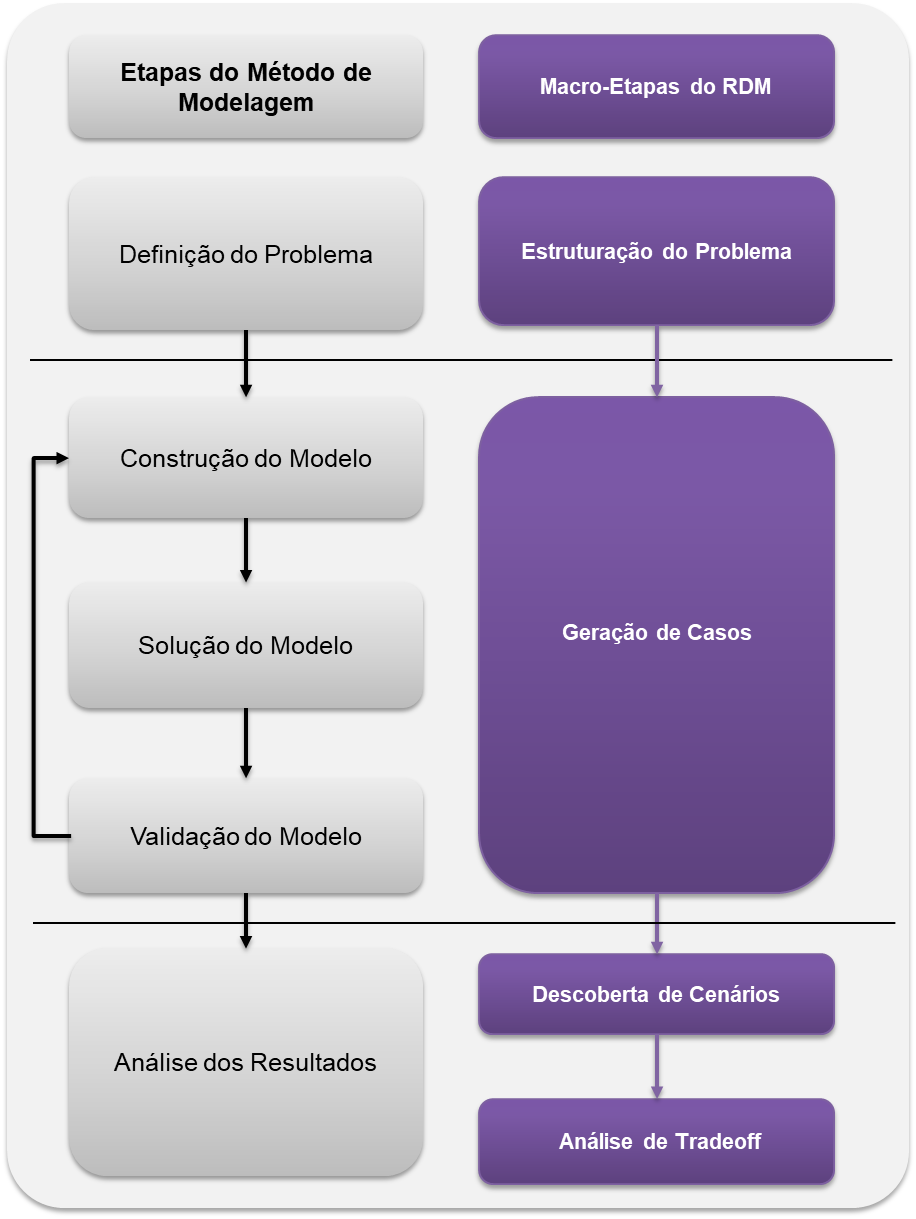 Etapas do Método de
Modelagem
Macro-Etapas do RDM
Definição do Problema
Estruturação do Problema
Construção do Modelo
Solução do Modelo
Geração de Casos
Validação do Modelo
Descoberta de Cenários
Análise dos Resultados
Análise de Tradeoff